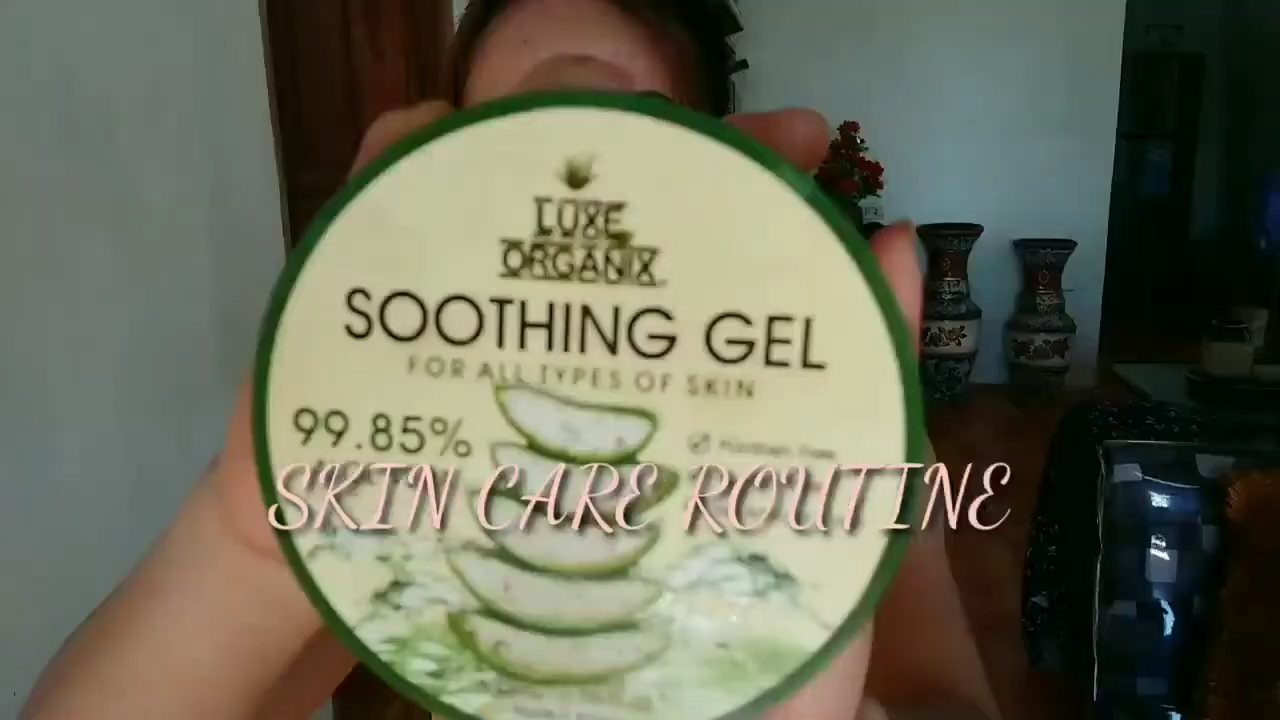 LUXE
ORGANIX
SOOTHING GEL
FOR ALL TYPES OF SKIN
99.85%
SKIN CARE ROUTINE